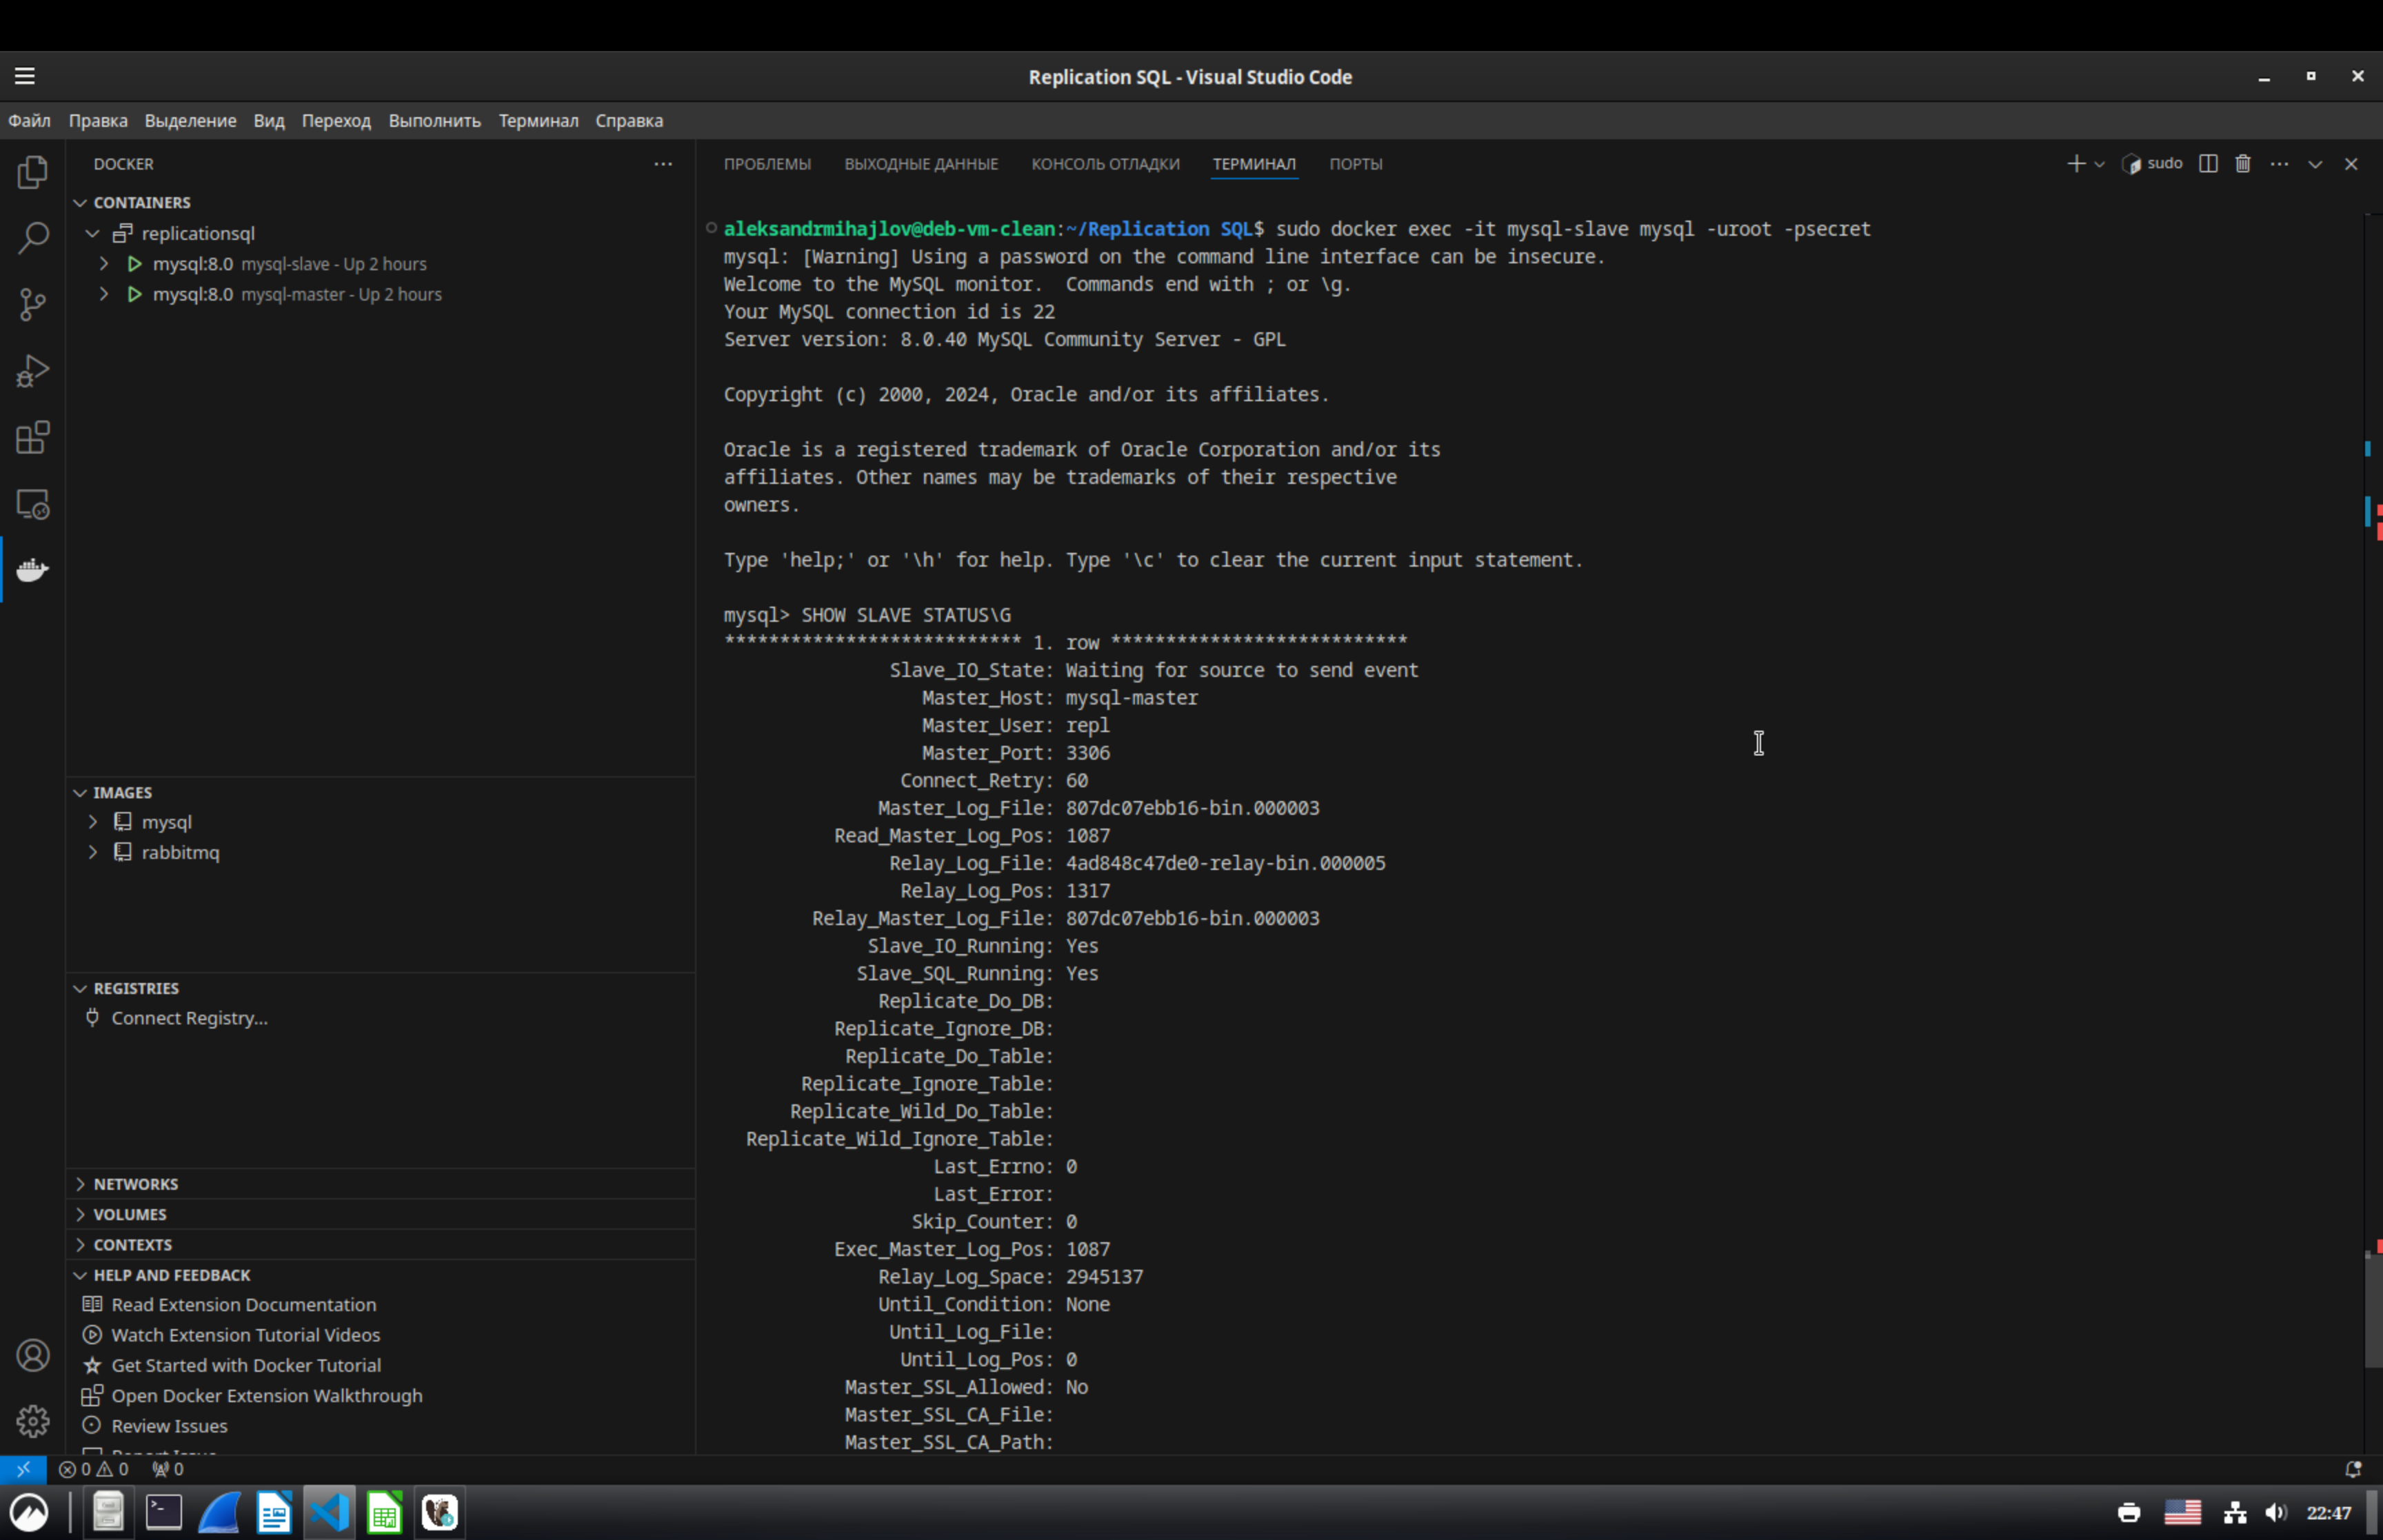 Replication SQL - Visual Studio Code
Файл Правка Выделение Вид Переход Выполнить Терминал Справка
DOCKER
CONTAINERS
replicationsql
mysql:8.0 mysql-slave - Up 2 hours
mysql:8.0 mysql-master - Up 2 hours
IMAGES
mysql
rabbitmq
REGISTRIES
Connect Registry...
NETWORKS
VOLUMES
CONTEXTS
HELP AND FEEDBACK
Read Extension Documentation
Watch Extension Tutorial Videos
Get Started with Docker Tutorial
Open Docker Extension Walkthrough
Review Issues
Report Issue
ПРОБЛЕМЫ ВЫХОДНЫЕ ДАННЫЕ КОНСОЛЬ ОТЛАДКИ ТЕРМИНАЛ ПОРТЫ
sudo
aleksandrmihajlov@deb-vm-clean:~/Replication SQL$ sudo docker exec -it mysql-slave mysql -uroot -psecret
mysql: [Warning] Using a password on the command line interface can be insecure.
Welcome to the MySQL monitor.  Commands end with ; or \g.
Your MySQL connection id is 22
Server version: 8.0.40 MySQL Community Server - GPL
Copyright (c) 2000, 2024, Oracle and/or its affiliates.
Oracle is a registered trademark of Oracle Corporation and/or its
affiliates. Other names may be trademarks of their respective
owners.
Type 'help;' or '\h' for help. Type '\c' to clear the current input statement.
mysql> SHOW SLAVE STATUS\G
*************************** 1. row ***************************
Slave_IO_State: Waiting for source to send event
Master_Host: mysql-master
Master_User: repl
Master_Port: 3306
Connect_Retry: 60
Master_Log_File: 807dc07ebb16-bin.000003
Read_Master_Log_Pos: 1087
Relay_Log_File: 4ad848c47de0-relay-bin.000005
Relay_Log_Pos: 1317
Relay_Master_Log_File: 807dc07ebb16-bin.000003
Slave_IO_Running: Yes
Slave_SQL_Running: Yes
Replicate_Do_DB:
Replicate_Ignore_DB:
Replicate_Do_Table:
Replicate_Ignore_Table:
Replicate_Wild_Do_Table:
Replicate_Wild_Ignore_Table:
Last_Errno: 0
Last_Error:
Skip_Counter: 0
Exec_Master_Log_Pos: 1087
Relay_Log_Space: 2945137
Until_Condition: None
Until_Log_File:
Until_Log_Pos: 0
Master_SSL_Allowed: No
Master_SSL_CA_File:
Master_SSL_CA_Path:
0 0 0
22:47